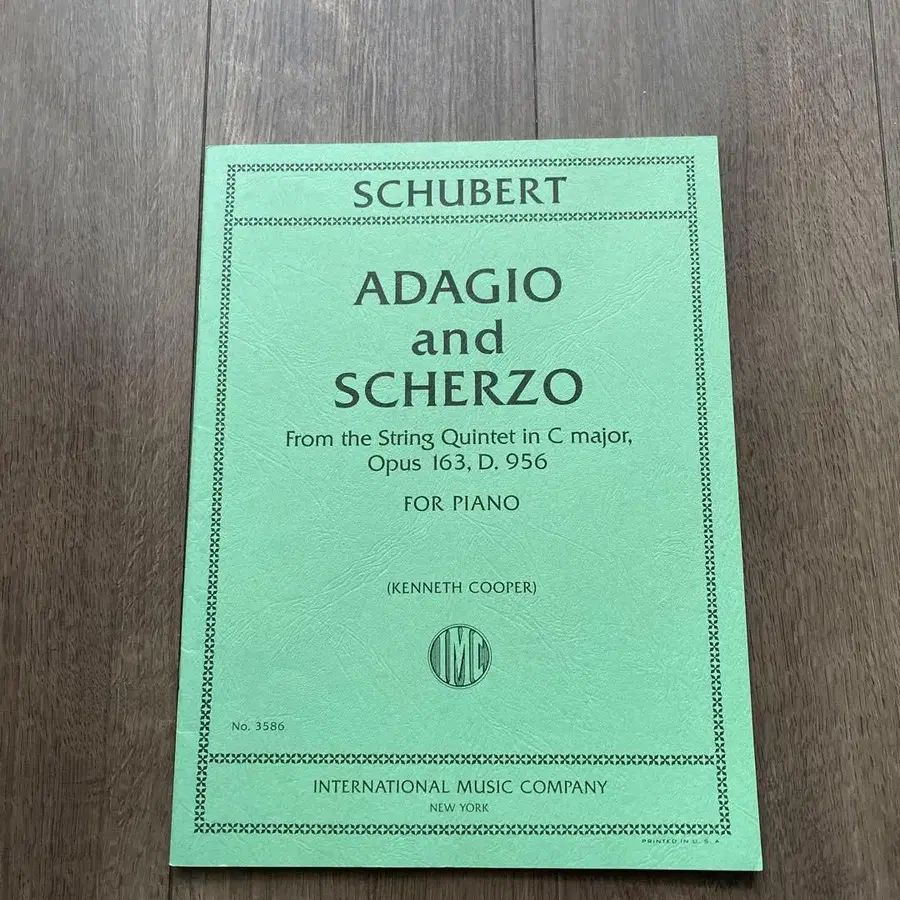 SCHUBERT
ADAGIO
and
SCHERZO
From the String Quintet in C major,
Opus 163, D. 956
FOR PIANO
(KENNETH COOPER)
IMC
No. 3586
INTERNATIONAL MUSIC COMPANY
NEW YORK
PRINTED IN U. S. A